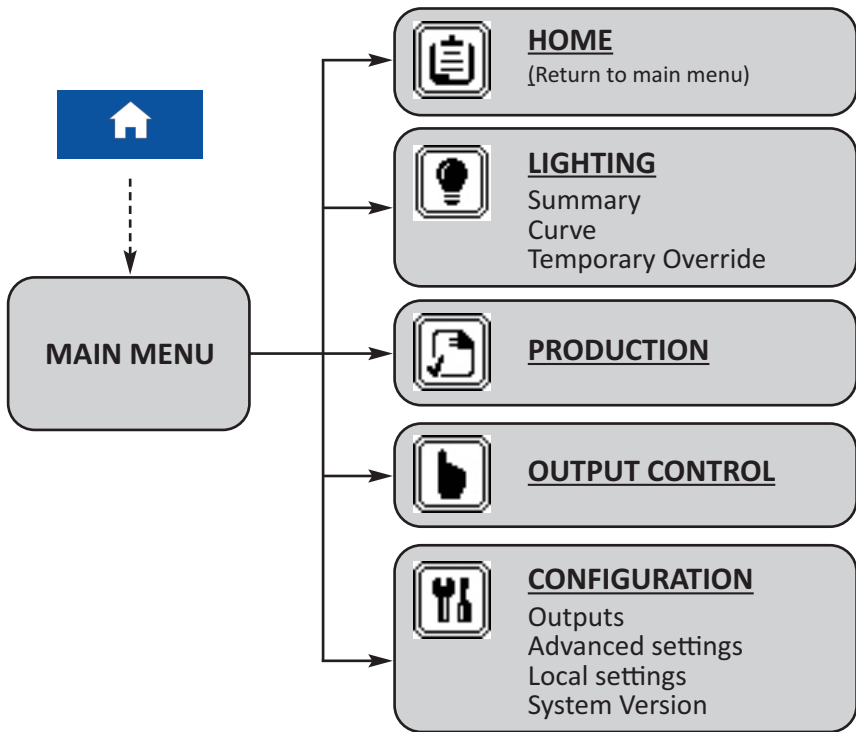 HOME
(Return to main menu)
LIGHTING
Summary
Curve
Temporary Override
MAIN MENU
PRODUCTION
OUTPUT CONTROL
CONFIGURATION
Outputs
Advanced settings
Local settings
System Version